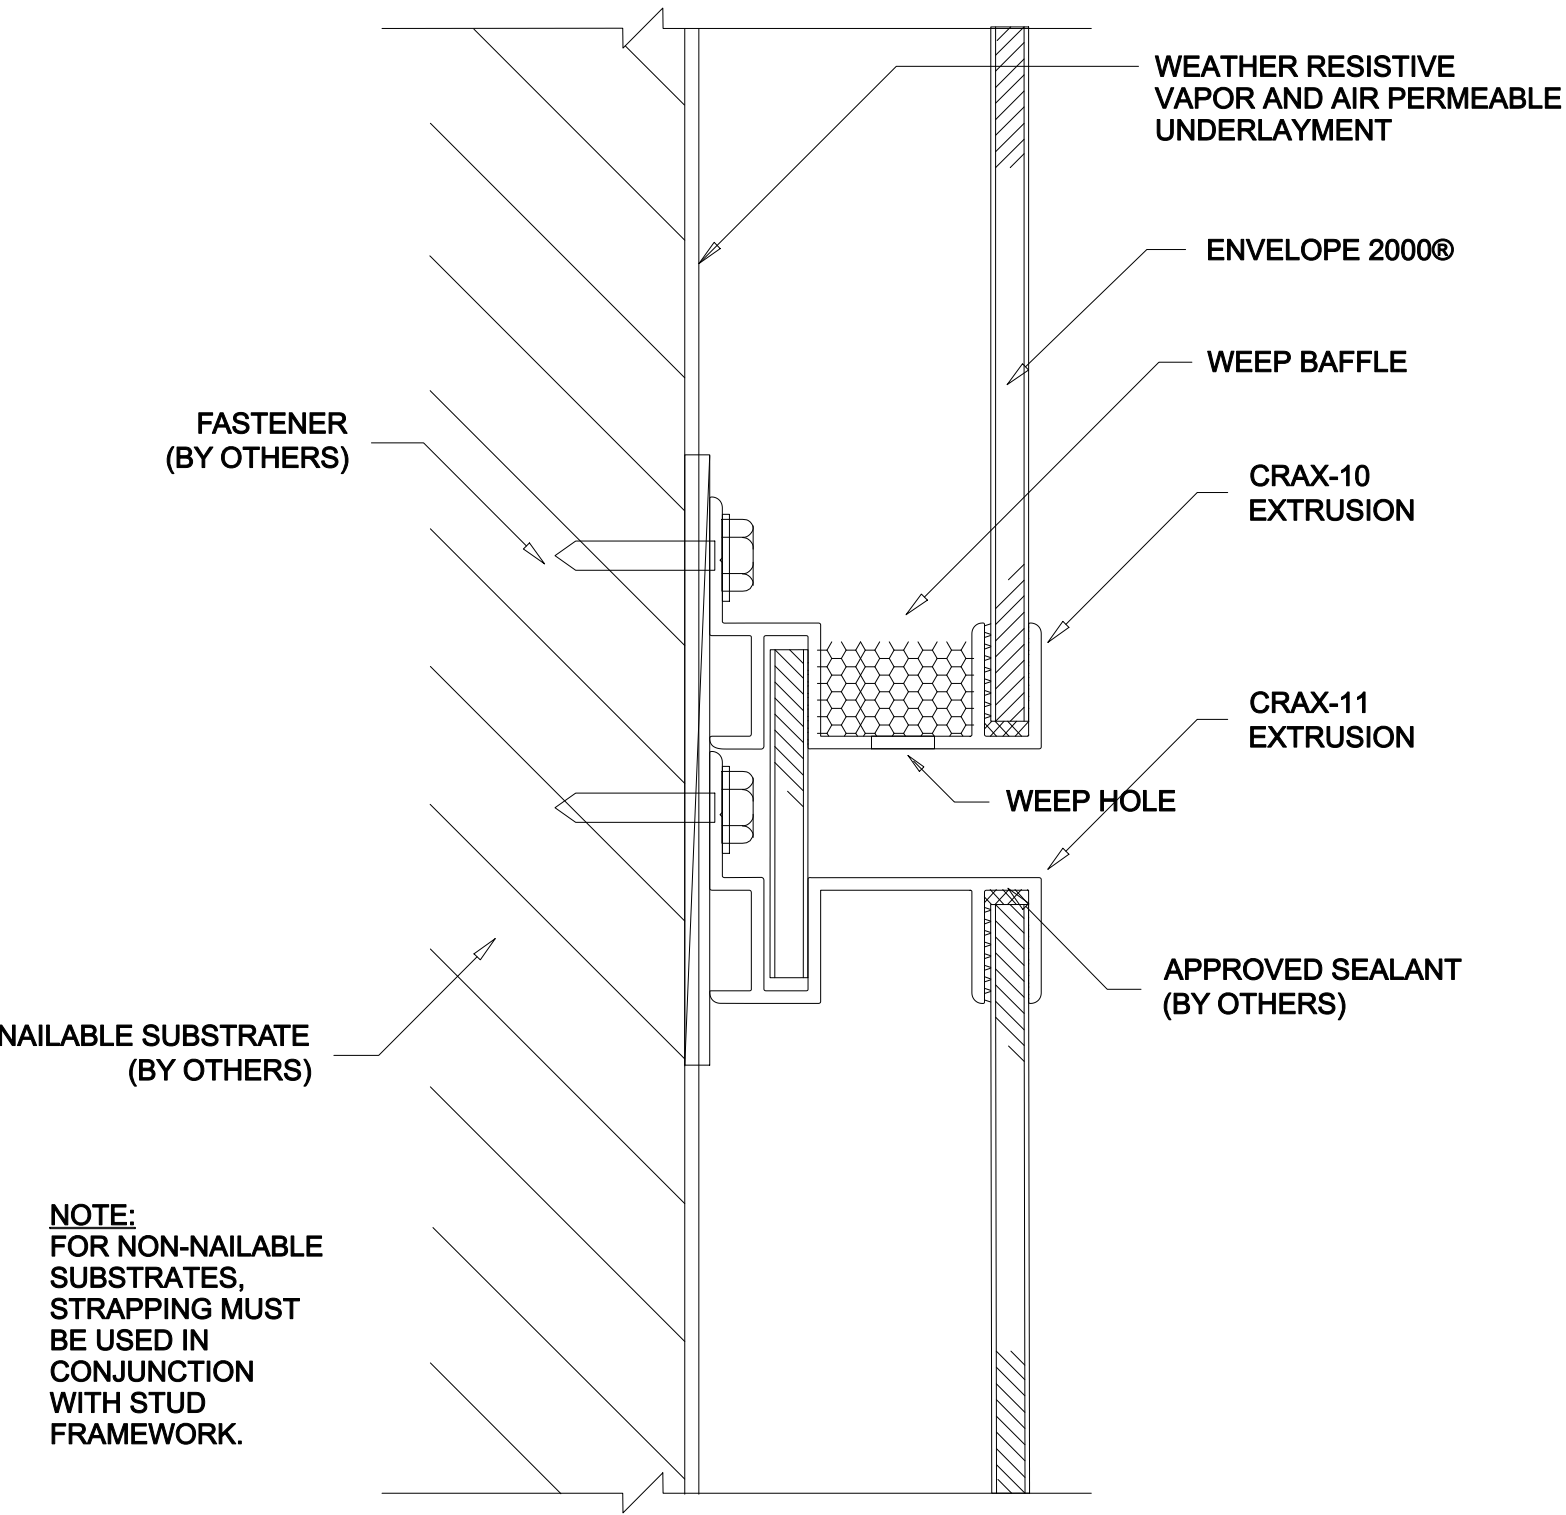 WEATHER RESISTIVE
VAPOR AND AIR PERMEABLE
UNDERLAYMENT
ENVELOPE 2000®
WEEP BAFFLE
FASTENER
(BY OTHERS)
CRAX-10
EXTRUSION
CRAX-11
EXTRUSION
WEEP HOLE
APPROVED SEALANT
(BY OTHERS)
NAILABLE SUBSTRATE
(BY OTHERS)
NOTE:
FOR NON-NAILABLE
SUBSTRATES,
STRAPPING MUST
BE USED IN
CONJUNCTION
WITH STUD
FRAMEWORK.